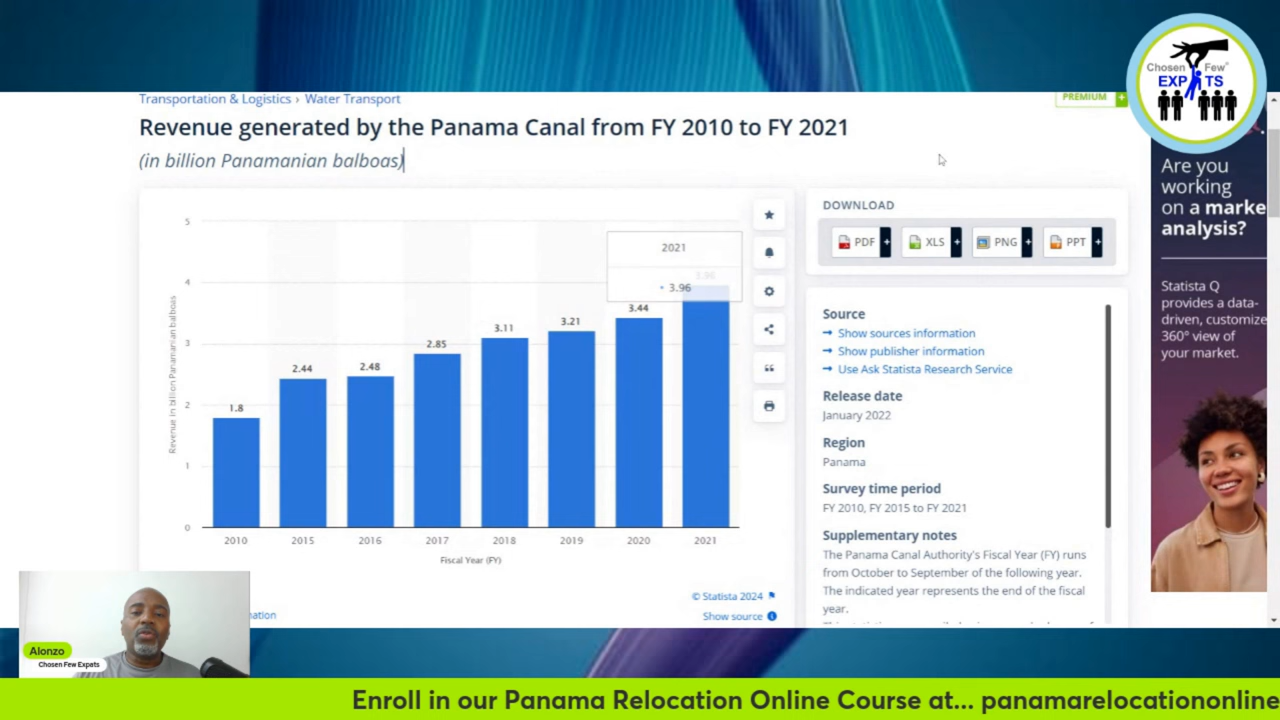 Chosen Few®
EXP TS
Transportation & Logistics › Water Transport
PREMIUM +
Revenue generated by the Panama Canal from FY 2010 to FY 2021
(in billion Panamanian balboas)
5
4
3
2
1
0
Revenue in billion Panamanian balboas
1.8
2.44
2.48
2.85
3.11
3.21
3.44
3.96
2021
• 3.96
2010
2015
2016
2017
2018
2019
2020
2021
Fiscal Year (FY)
© Statista 2024
Show source
ation
DOWNLOAD
PDF +
XLS +
PNG +
PPT +
Source
→ Show sources information
→ Show publisher information
→ Use Ask Statista Research Service
Release date
January 2022
Region
Panama
Survey time period
FY 2010, FY 2015 to FY 2021
Supplementary notes
The Panama Canal Authority's Fiscal Year (FY) runs
from October to September of the following year.
The indicated year represents the end of the fiscal
year.
Are you
working
on a marke
analysis?
Statista Q
provides a data-
driven, customize
360° view of
your market.
Alonzo
Chosen Few Expats
Enroll in our Panama Relocation Online Course at... panamarelocationonline